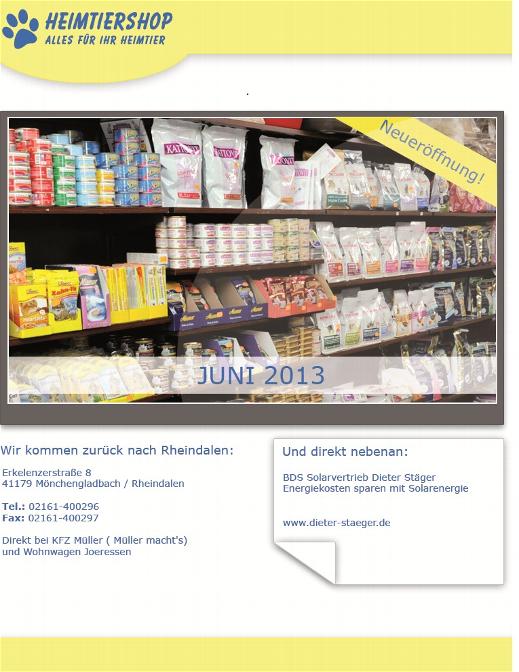 HEIMTIERSHOP
ALLES FÜR IHR HEIMTIER
Neueröffnung!
KATTOVIT
JUNI 2013
Wir kommen zurück nach Rheindalen:
Erkelenzerstraße 8
41179 Mönchengladbach / Rheindalen
Tel.: 02161-400296
Fax: 02161-400297
Direkt bei KFZ Müller ( Müller macht's)
und Wohnwagen Joeressen
Und direkt nebenan:
BDS Solarvertrieb Dieter Stäger
Energiekosten sparen mit Solarenergie
www.dieter-staeger.de